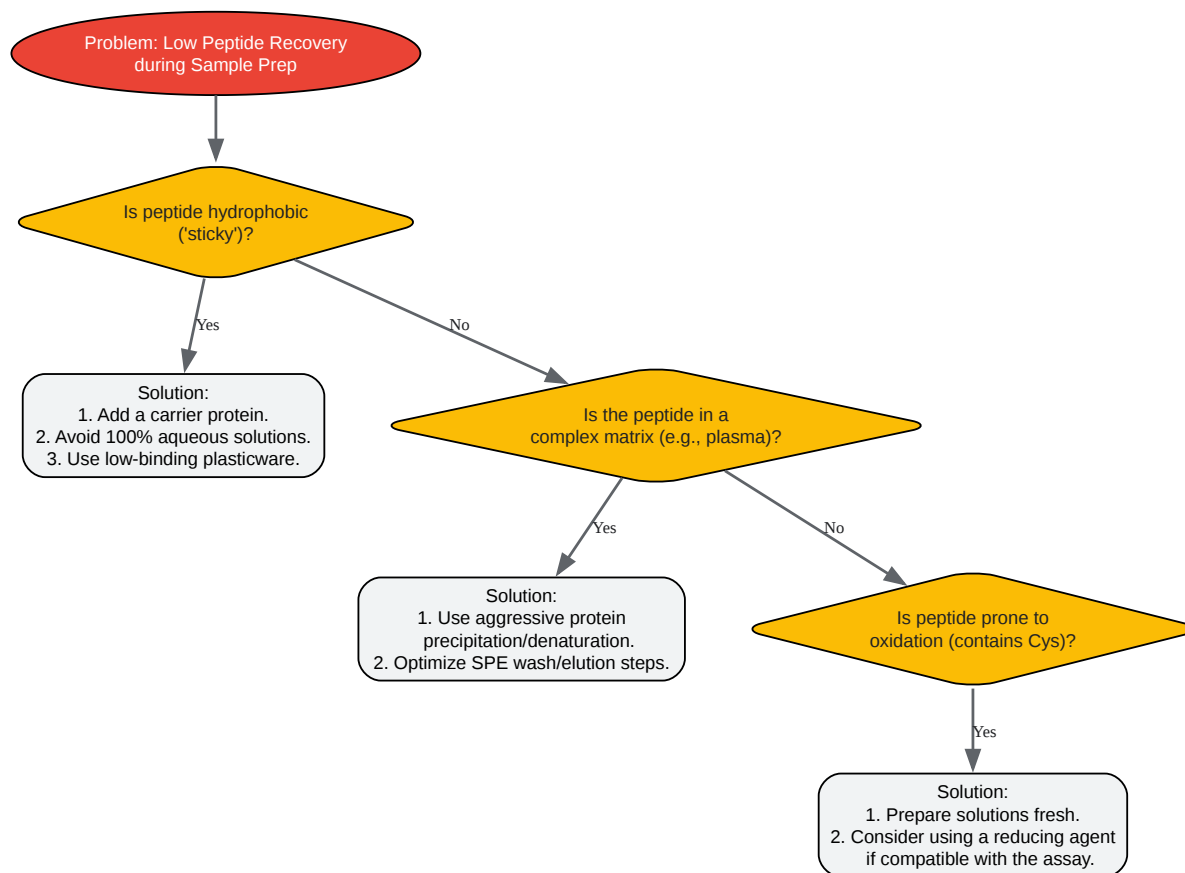 Problem: Low Peptide Recovery
during Sample Prep
Is peptide hydrophobic
('sticky')?
Yes
No
Solution:
1. Add a carrier protein.
2. Avoid 100% aqueous solutions.
3. Use low-binding plasticware.
Is the peptide in a
complex matrix (e.g., plasma)?
Yes
No
Solution:
1. Use aggressive protein
precipitation/denaturation.
2. Optimize SPE wash/elution steps.
Is peptide prone to
oxidation (contains Cys)?
Yes
Solution:
1. Prepare solutions fresh.
2. Consider using a reducing agent
if compatible with the assay.